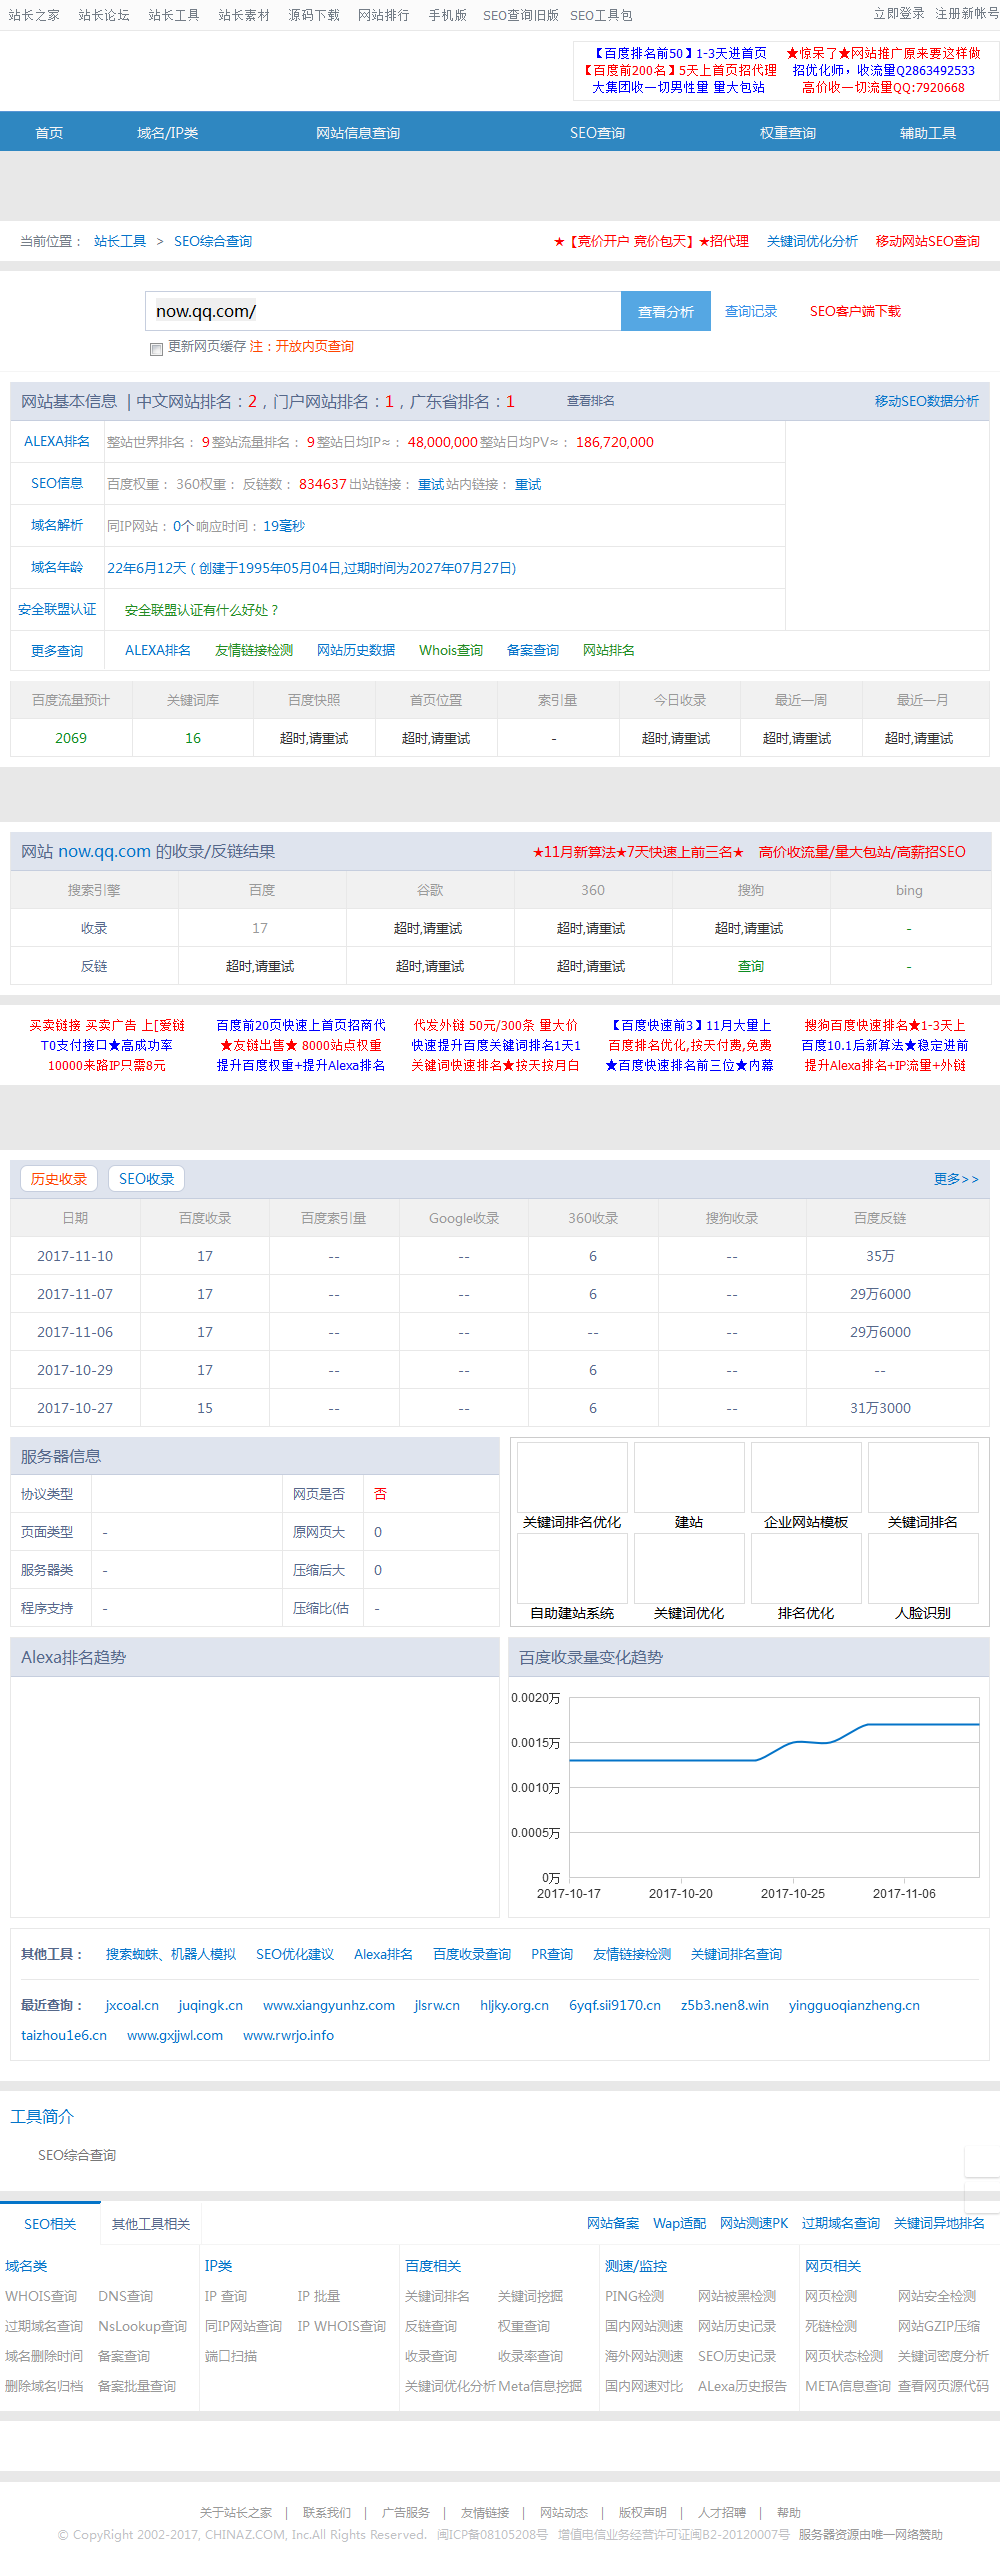 站长之家 站长论坛 站长工具 站长素材 源码下载 网站排行 手机版 SEO查询旧版 SEO工具包 立即登录 注册新帐号
【百度排名前50】1-3天进首页 ★惊呆了★网站推广原来要这样做
【百度前200名】5天上首页招代理 招优化师，收流量Q2863492533
大集团收一切男性量 量大包站 高价收一切流量QQ:7920668
首页 域名/IP类 网站信息查询 SEO查询 权重查询 辅助工具
当前位置： 站长工具 > SEO综合查询 ★【竞价开户 竞价包天】★招代理 关键词优化分析 移动网站SEO查询
now.qq.com/ 查看分析 查询记录 SEO客户端下载
更新网页缓存 注：开放内页查询
网站基本信息 | 中文网站排名：2，门户网站排名：1，广东省排名：1 查看排名 移动SEO数据分析
ALEXA排名 整站世界排名： 9 整站流量排名： 9 整站日均IP≈： 48,000,000 整站日均PV≈： 186,720,000
SEO信息 百度权重： 360权重： 反链数： 834637 出站链接： 重试 站内链接： 重试
域名解析 同IP网站：0个 响应时间：19毫秒
域名年龄 22年6月12天（创建于1995年05月04日,过期时间为2027年07月27日)
安全联盟认证 安全联盟认证有什么好处？
更多查询 ALEXA排名 友情链接检测 网站历史数据 Whois查询 备案查询 网站排名
百度流量预计 关键词库 百度快照 首页位置 索引量 今日收录 最近一周 最近一月
2069 16 超时,请重试 超时,请重试 - 超时,请重试 超时,请重试 超时,请重试
网站 now.qq.com 的收录/反链结果 ★11月新算法★7天快速上前三名★ 高价收流量/量大包站/高薪招SEO
搜索引擎 百度 谷歌 360 搜狗 bing
收录 17 超时,请重试 超时,请重试 超时,请重试 -
反链 超时,请重试 超时,请重试 超时,请重试 查询 -
买卖链接 买卖广告 上[爱链 百度前20页快速上首页招商代 代发外链 50元/300条 量大价 【百度快速前3】11月大量上 搜狗百度快速排名★1-3天上
T0支付接口★高成功率 ★友链出售★ 8000站点权重 快速提升百度关键词排名1天1 百度排名优化,按天付费,免费 百度10.1后新算法★稳定进前
10000来路IP只需8元 提升百度权重+提升Alexa排名 关键词快速排名★按天按月白 ★百度快速排名前三位★内幕 提升Alexa排名+IP流量+外链
历史收录 SEO收录 更多>>
日期 百度收录 百度索引量 Google收录 360收录 搜狗收录 百度反链
2017-11-10 17 -- -- 6 -- 35万
2017-11-07 17 -- -- 6 -- 29万6000
2017-11-06 17 -- -- -- -- 29万6000
2017-10-29 17 -- -- 6 -- --
2017-10-27 15 -- -- 6 -- 31万3000
服务器信息
协议类型 网页是否 否
页面类型 - 原网页大 0
服务器类 - 压缩后大 0
程序支持 - 压缩比(估 -
关键词排名优化 建站 企业网站模板 关键词排名
自助建站系统 关键词优化 排名优化 人脸识别
Alexa排名趋势 百度收录量变化趋势
0.0020万
0.0015万
0.0010万
0.0005万
0万
2017-10-17 2017-10-20 2017-10-25 2017-11-06
其他工具： 搜索蜘蛛、机器人模拟 SEO优化建议 Alexa排名 百度收录查询 PR查询 友情链接检测 关键词排名查询
最近查询： jxcoal.cn juqingk.cn www.xiangyunhz.com jlsrw.cn hljky.org.cn 6yqf.sii9170.cn z5b3.nen8.win yingguoqianzheng.cn
taizhou1e6.cn www.gxjjwl.com www.rwrjo.info
工具简介
SEO综合查询
SEO相关 其他工具相关 网站备案 Wap适配 网站测速PK 过期域名查询 关键词异地排名
域名类 IP类 百度相关 测速/监控 网页相关
WHOIS查询 DNS查询 IP 查询 IP 批量 关键词排名 关键词挖掘 PING检测 网站被黑检测 网页检测 网站安全检测
过期域名查询 NsLookup查询 同IP网站查询 IP WHOIS查询 反链查询 权重查询 国内网站测速 网站历史记录 死链检测 网站GZIP压缩
域名删除时间 备案查询 端口扫描 收录查询 收录率查询 海外网站测速 SEO历史记录 网页状态检测 关键词密度分析
删除域名归档 备案批量查询 关键词优化分析 Meta信息挖掘 国内网速对比 ALexa历史报告 META信息查询 查看网页源代码
关于站长之家 | 联系我们 | 广告服务 | 友情链接 | 网站动态 | 版权声明 | 人才招聘 | 帮助
© CopyRight 2002-2017, CHINAZ.COM, Inc.All Rights Reserved. 闽ICP备08105208号 增值电信业务经营许可证闽B2-20120007号 服务器资源由唯一网络赞助